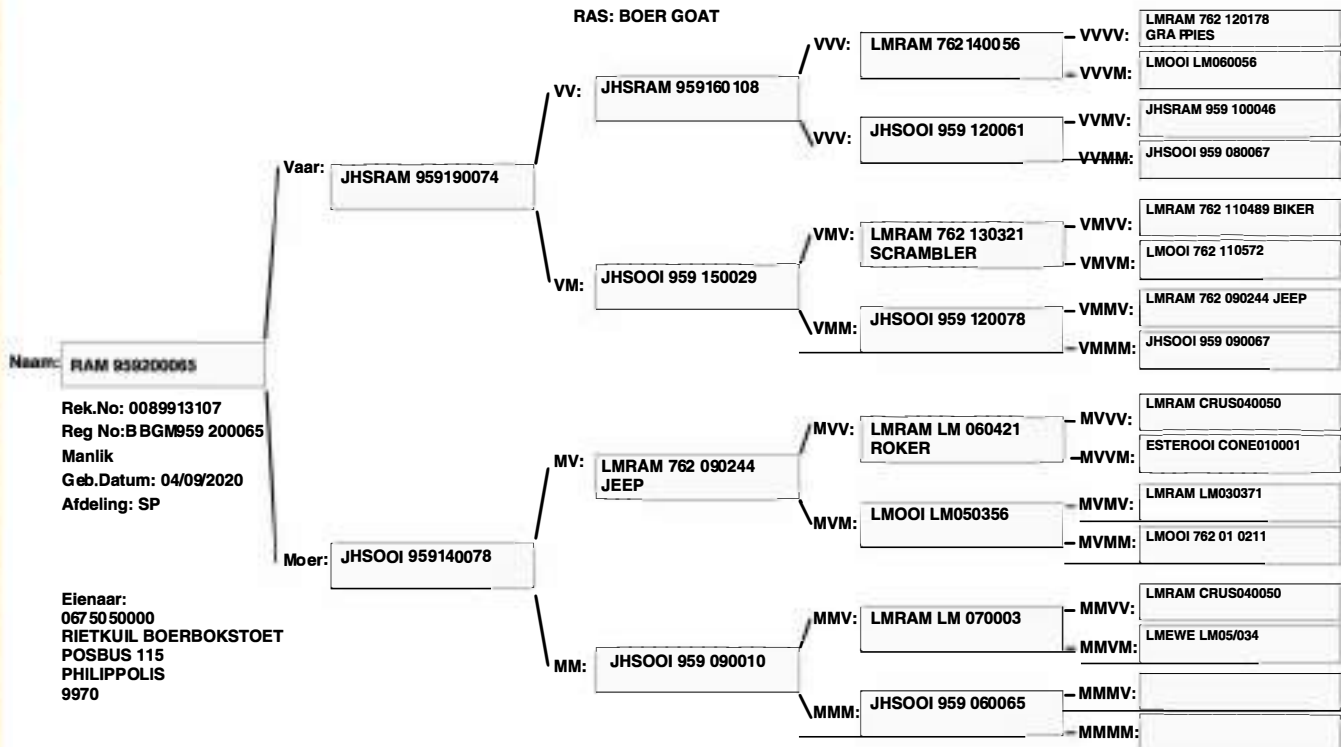 RAS: BOER GOAT
Naam: RAM 959200065
Rek.No: 0089913107
Reg No:BBGM959 200065
Manlik
Geb.Datum: 04/09/2020
Afdeling: SP
Eienaar:
0675050000
RIETKUIL BOERBOKSTOET
POSBUS 115
PHILIPPOLIS
9970
Vaar: JHSRAM 959190074
Moer: JHSOOI 959140078
VV: JHSRAM 959160108
VM: JHSOOI 959 150029
MV: LMRAM 762 090244
JEEP
MM: JHSOOI 959 090010
VVV: LMRAM 762140056
VVV: JHSOOI 959 120061
VMV: LMRAM 762 130321
SCRAMBLER
VMM: JHSOOI 959 120078
MVV: LMRAM LM 060421
ROKER
MVM: LMOOI LM050356
MMV: LMRAM LM 070003
MMM: JHSOOI 959 060065
VVVV: LMRAM 762 120178
GRAPPIES
VVVM: LMOOI LM060056
VVMV: JHSRAM 959 100046
VVMM: JHSOOI 959 080067
VMVV: LMRAM 762 110489 BIKER
VMVM: LMOOI 762 110572
VMMV: LMRAM 762 090244 JEEP
VMMM: JHSOOI 959 090067
MVVV: LMRAM CRUS040050
MVVM: ESTEROOI CONE010001
MVMV: LMRAM LM030371
MVMM: LMOOI 762 01 0211
MMVV: LMRAM CRUS040050
MMVM: LMEWE LM05/034
MMMV:
MMMM: